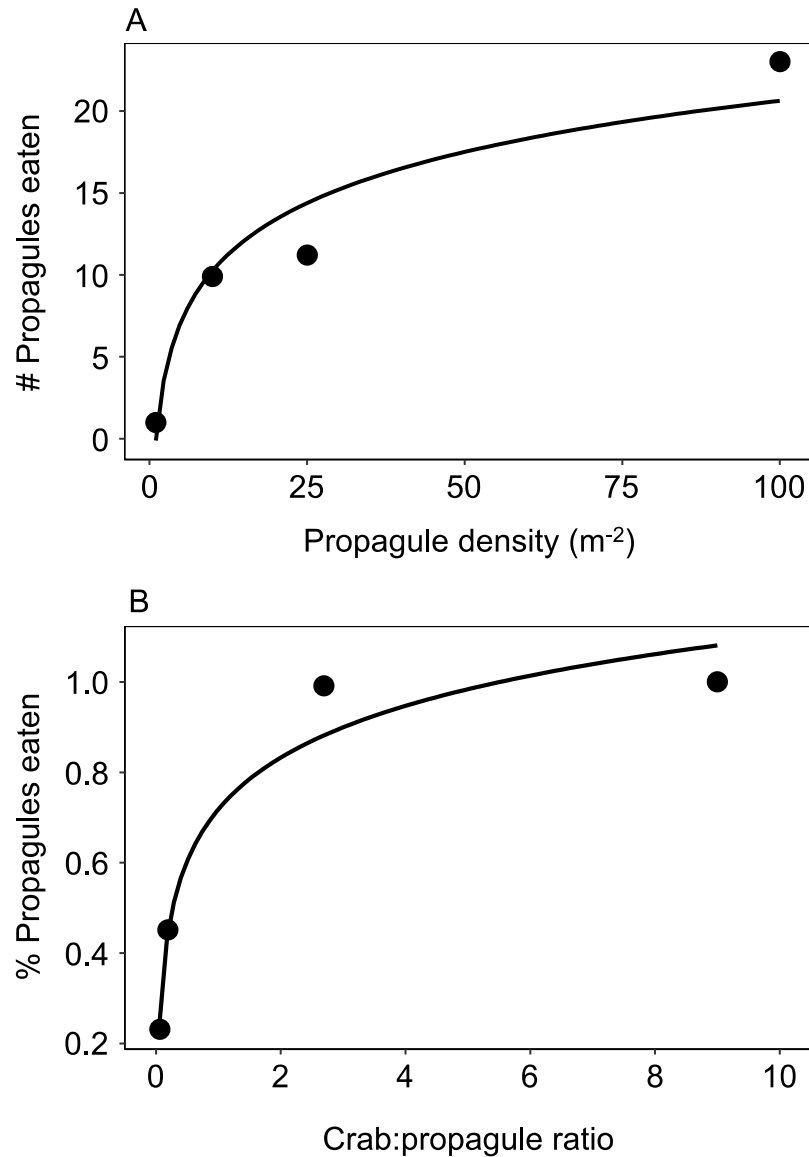 A
# Propagules eaten
20
15
10
5
0
0 25 50 75 100
Propagule density (m⁻²)
B
% Propagules eaten
1.0
0.8
0.6
0.4
0.2
0 2 4 6 8 10
Crab:propagule ratio